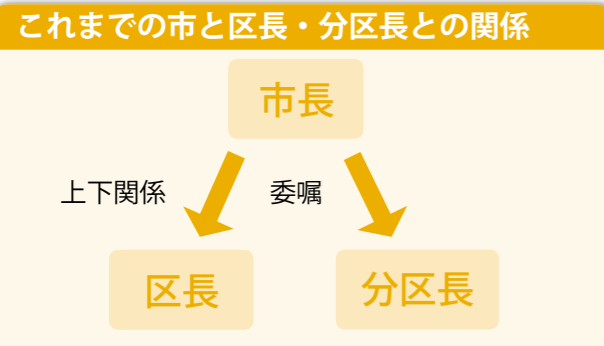 これまでの市と区長・分区長との関係
市長
上下関係
委嘱
区長
分区長